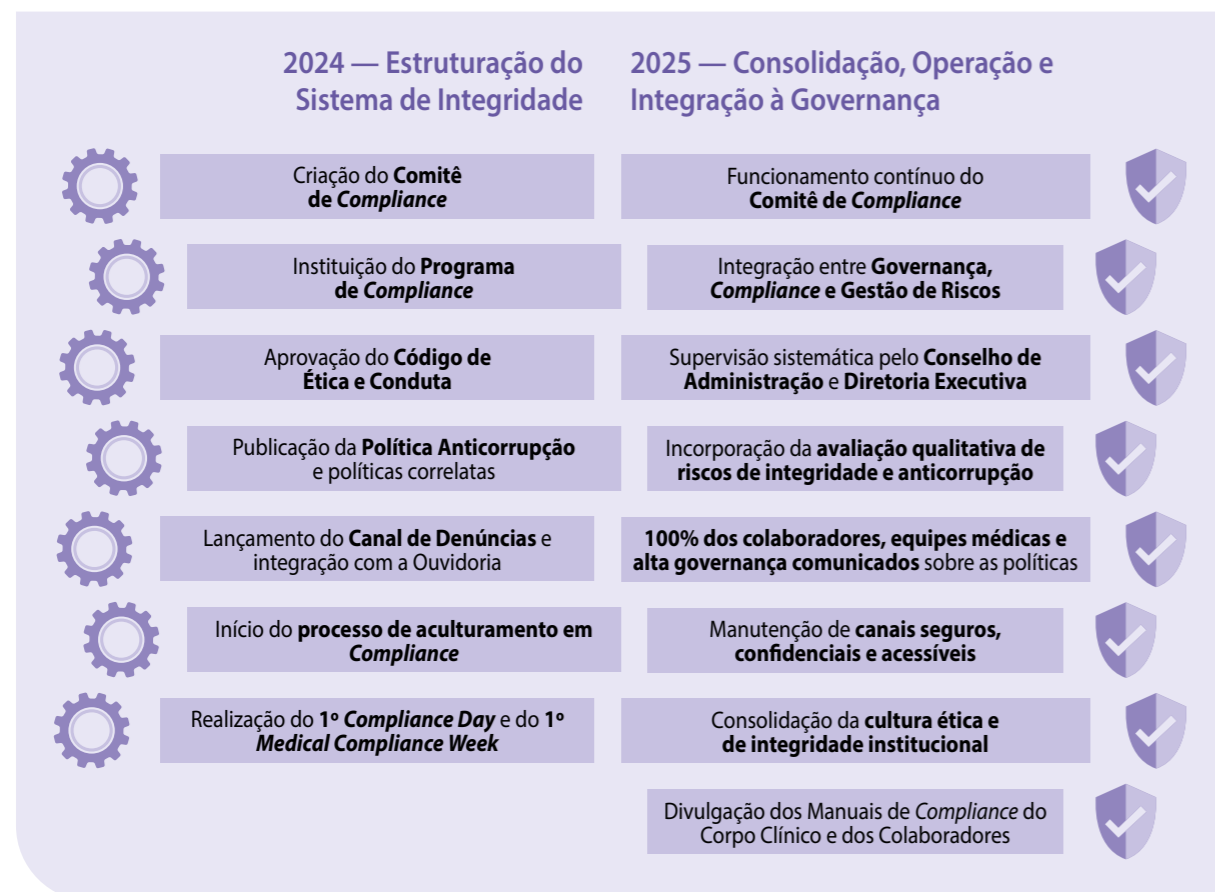 2024 — Estruturação do
Sistema de Integridade
2025 — Consolidação, Operação e
Integração à Governança
Criação do Comitê
de Compliance
Funcionamento contínuo do
Comitê de Compliance
Instituição do Programa
de Compliance
Integração entre Governança,
Compliance e Gestão de Riscos
Aprovação do Código de
Ética e Conduta
Supervisão sistemática pelo Conselho de
Administração e Diretoria Executiva
Publicação da Política Anticorrupção
e políticas correlatas
Incorporação da avaliação qualitativa de
riscos de integridade e anticorrupção
Lançamento do Canal de Denúncias e
integração com a Ouvidoria
100% dos colaboradores, equipes médicas e
alta governança comunicados sobre as políticas
Início do processo de aculturamento em
Compliance
Manutenção de canais seguros,
confidenciais e acessíveis
Realização do 1º Compliance Day e do 1º
Medical Compliance Week
Consolidação da cultura ética e
de integridade institucional
Divulgação dos Manuais de Compliance do
Corpo Clínico e dos Colaboradores